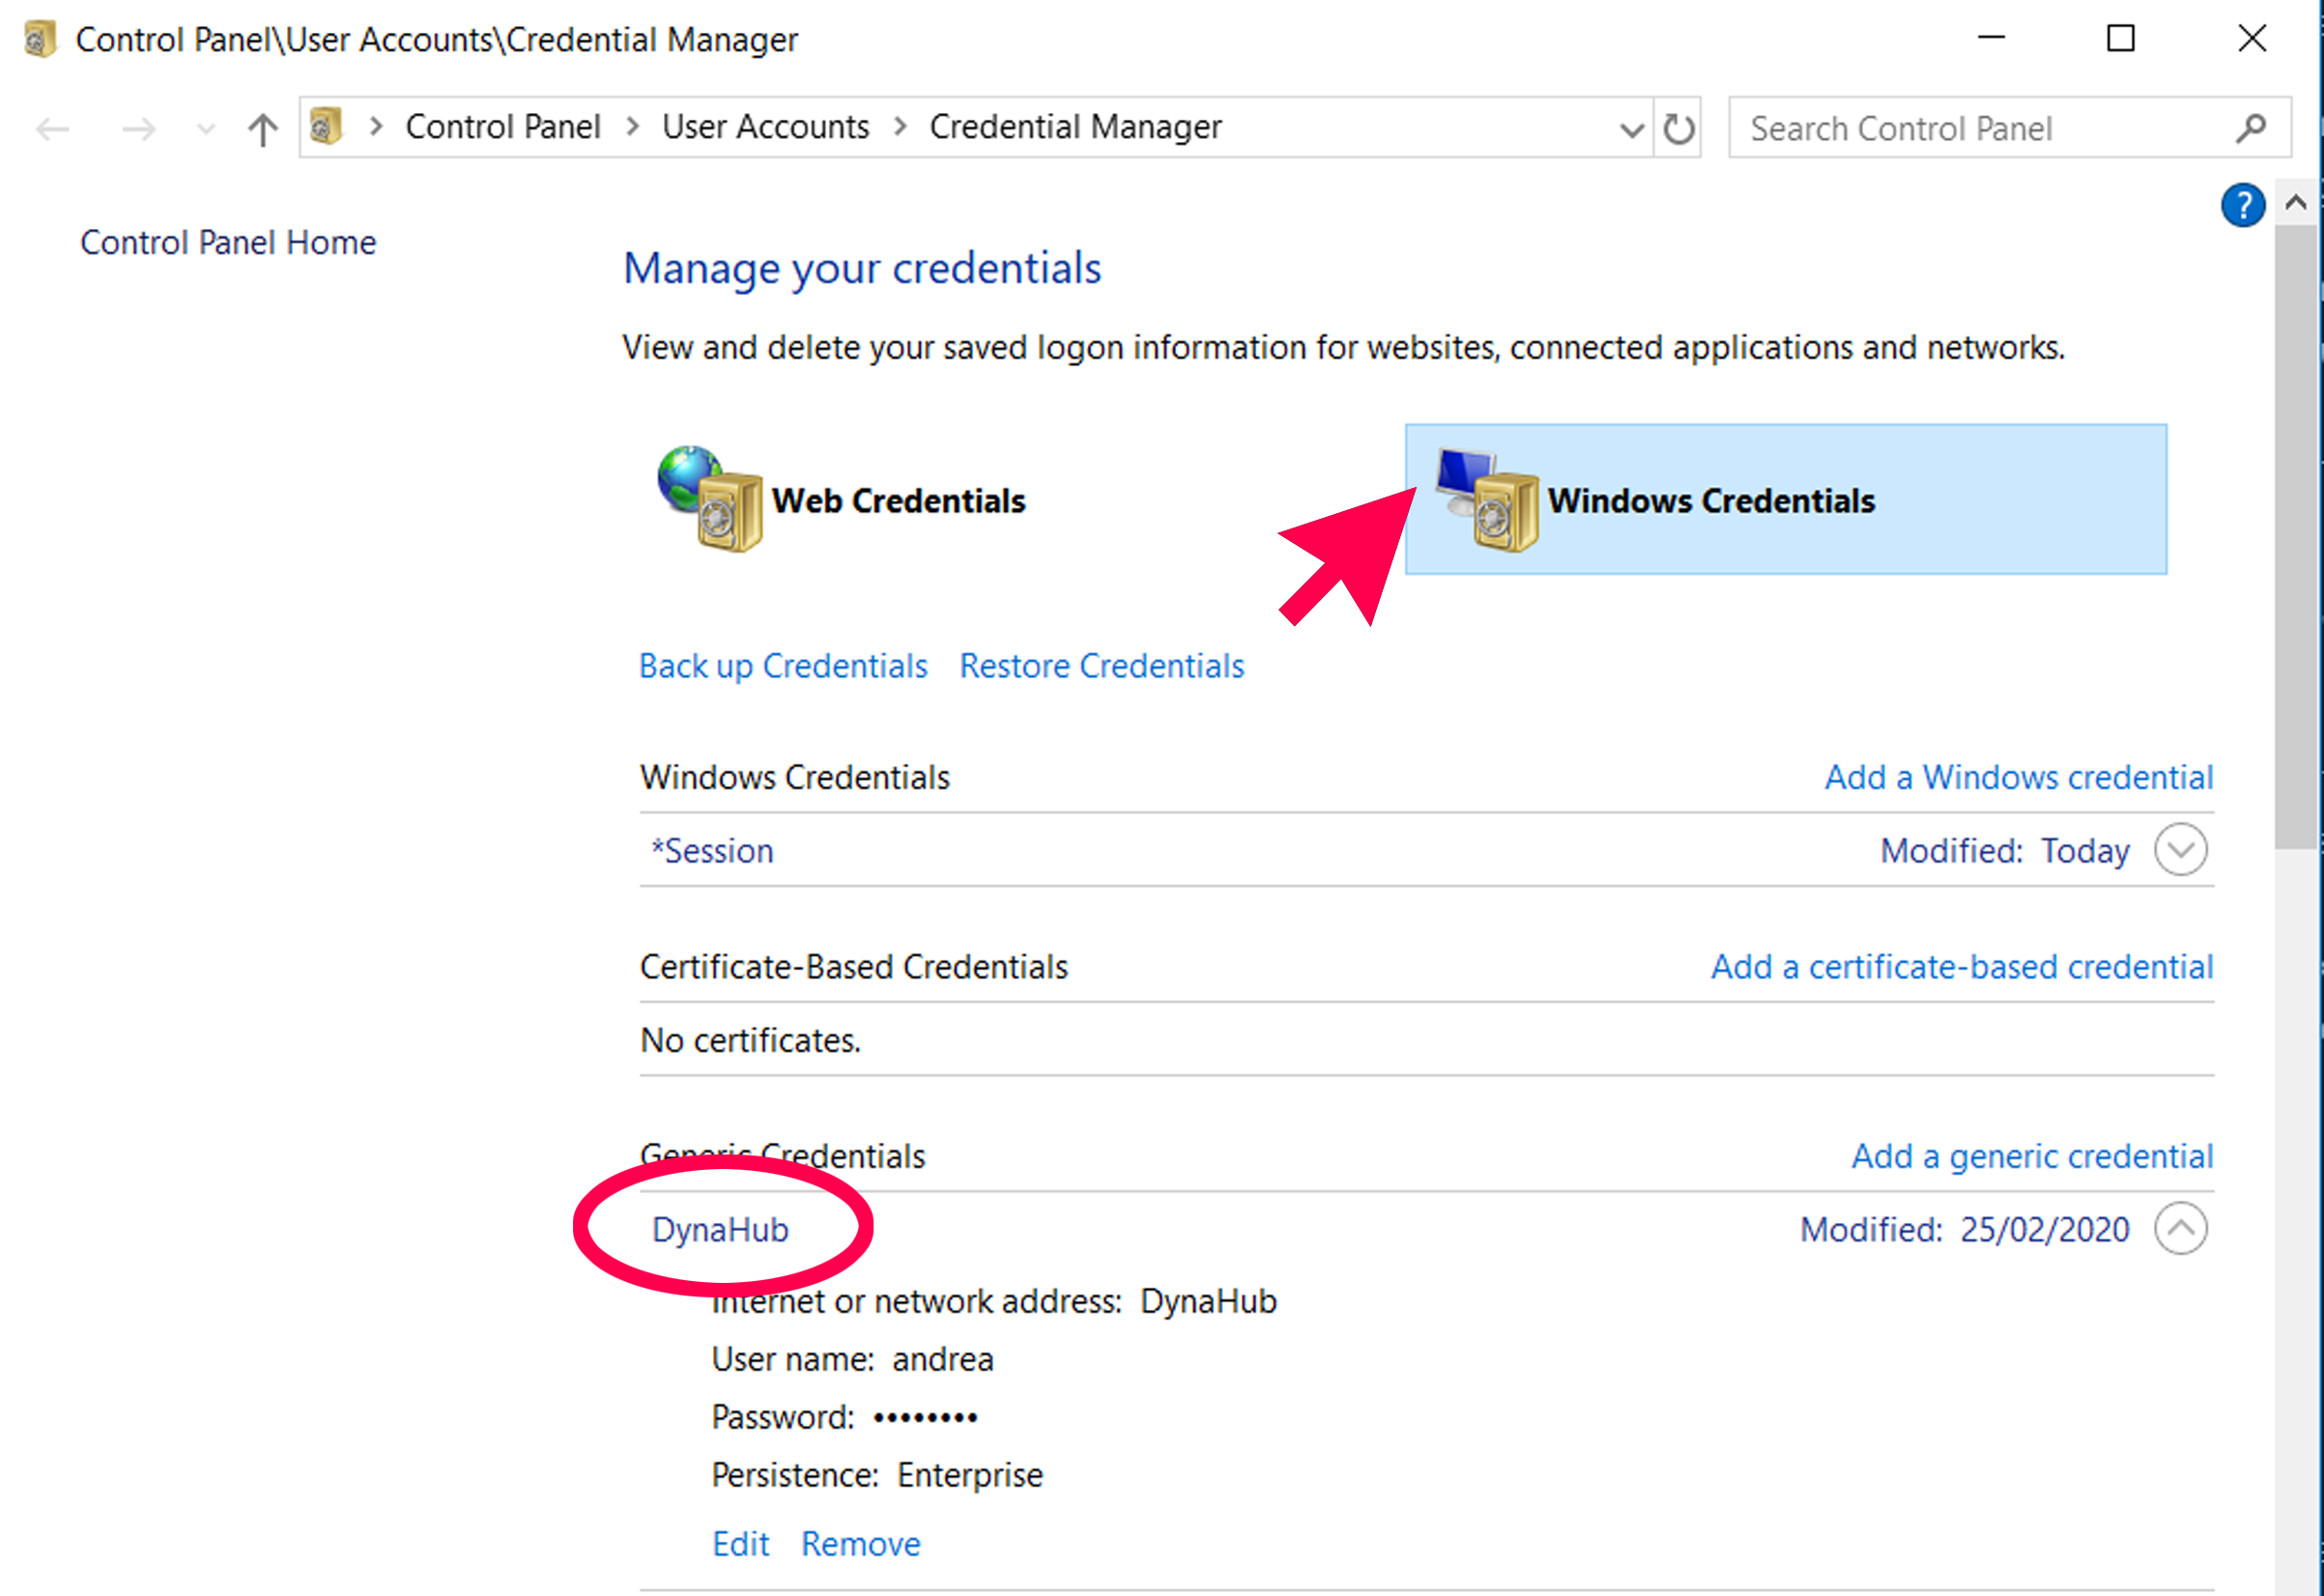 Control Panel\User Accounts\Credential Manager
Control Panel User Accounts Credential Manager
Search Control Panel
?
Control Panel Home
Manage your credentials
View and delete your saved logon information for websites, connected applications and networks.
Web Credentials
Windows Credentials
Back up Credentials Restore Credentials
Windows Credentials Add a Windows credential
*Session Modified: Today
Certificate-Based Credentials Add a certificate-based credential
No certificates.
Generic Credentials Add a generic credential
DynaHub Modified: 25/02/2020
Internet or network address: DynaHub
User name: andrea
Password: ••••••••
Persistence: Enterprise
Edit Remove